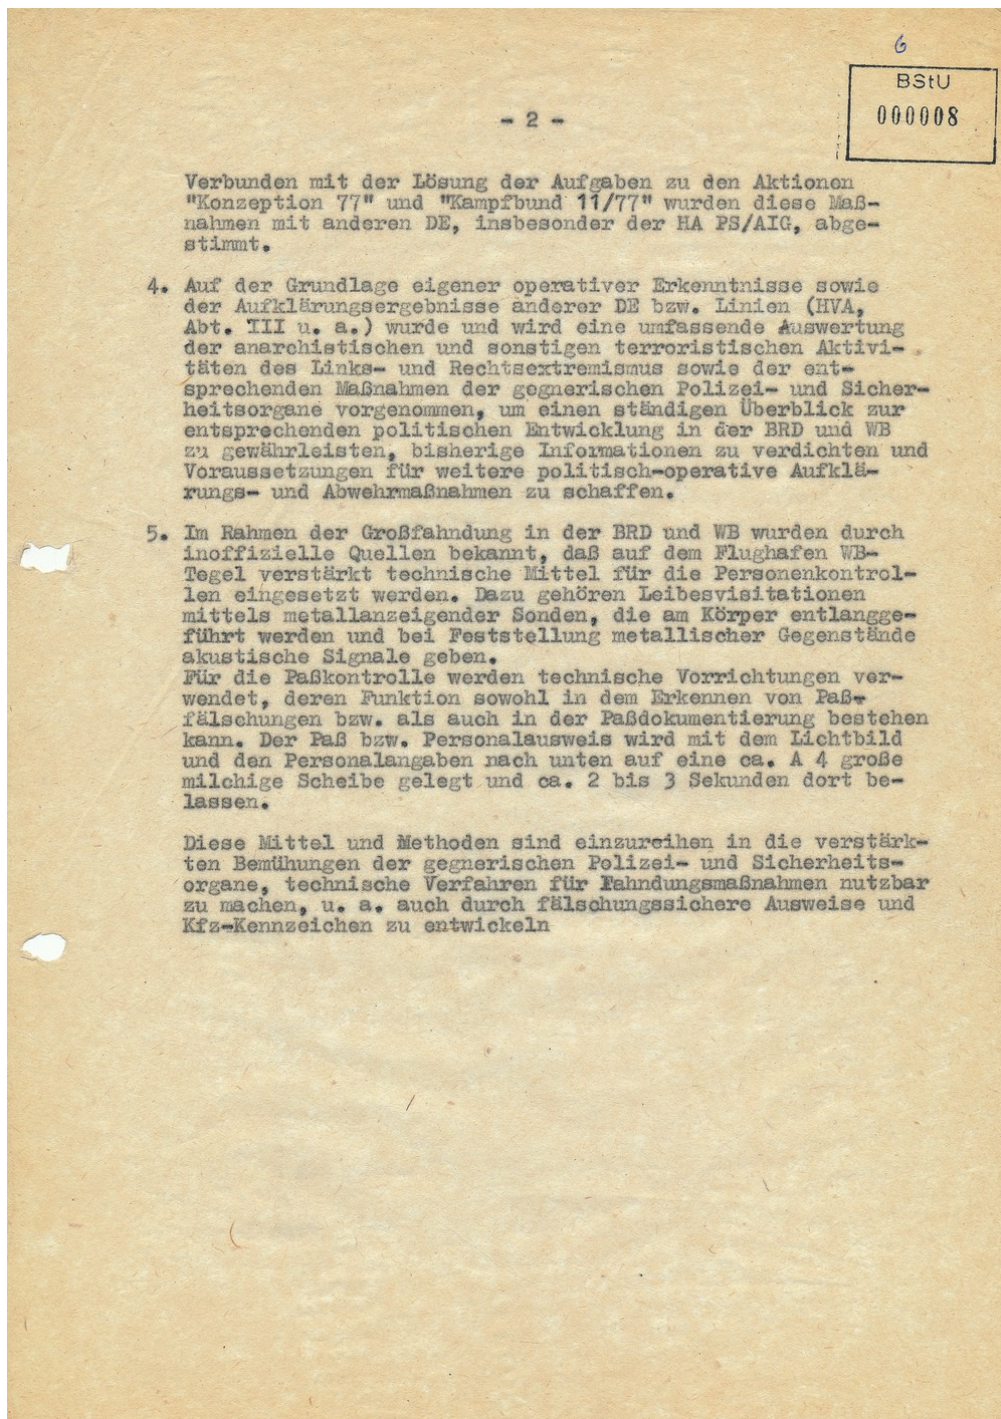 6
BStU
000008
- 2 -
Verbunden mit der Lösung der Aufgaben zu den Aktionen
"Konzeption 77" und "Kampfbund 11/77" wurden diese Maß-
nahmen mit anderen DE, insbesonder der HA PS/AIG, abge-
stimmt.
4. Auf der Grundlage eigener operativer Erkenntnisse sowie
der Aufklärungsergebnisse anderer DE bzw. Linien (HVA,
Abt. III u. a.) wurde und wird eine umfassende Auswertung
der anarchistischen und sonstigen terroristischen Aktivi-
täten des Links- und Rechtsextremismus sowie der ent-
sprechenden Maßnahmen der gegnerischen Polizei- und Sicher-
heitsorgane vorgenommen, um einen ständigen Überblick zur
entsprechenden politischen Entwicklung in der BRD und WB
zu gewährleisten, bisherige Informationen zu verdichten und
Voraussetzungen für weitere politisch-operative Aufklä-
rungs- und Abwehrmaßnahmen zu schaffen.
5. Im Rahmen der Großfahndung in der BRD und WB wurden durch
inoffizielle Quellen bekannt, daß auf dem Flughafen WB-
Tegel verstärkt technische Mittel für die Personenkontrol-
len eingesetzt werden. Dazu gehören Leibesvisitationen
mittels metallanzeigender Sonden, die am Körper entlangge-
führt werden und bei Feststellung metallischer Gegenstände
akustische Signale geben.
Für die Paßkontrolle werden technische Vorrichtungen ver-
wendet, deren Funktion sowohl in dem Erkennen von Paß-
fälschungen bzw. als auch in der Paßdokumentierung bestehen
kann. Der Paß bzw. Personalausweis wird mit dem Lichtbild
und den Personalangaben nach unten auf eine ca. A 4 große
milchige Scheibe gelegt und ca. 2 bis 3 Sekunden dort be-
lassen.
Diese Mittel und Methoden sind einzureihen in die verstärk-
ten Bemühungen der gegnerischen Polizei- und Sicherheits-
organe, technische Verfahren für Fahndungsmaßnahmen nutzbar
zu machen, u. a. auch durch fälschungssichere Ausweise und
Kfz-Kennzeichen zu entwickeln